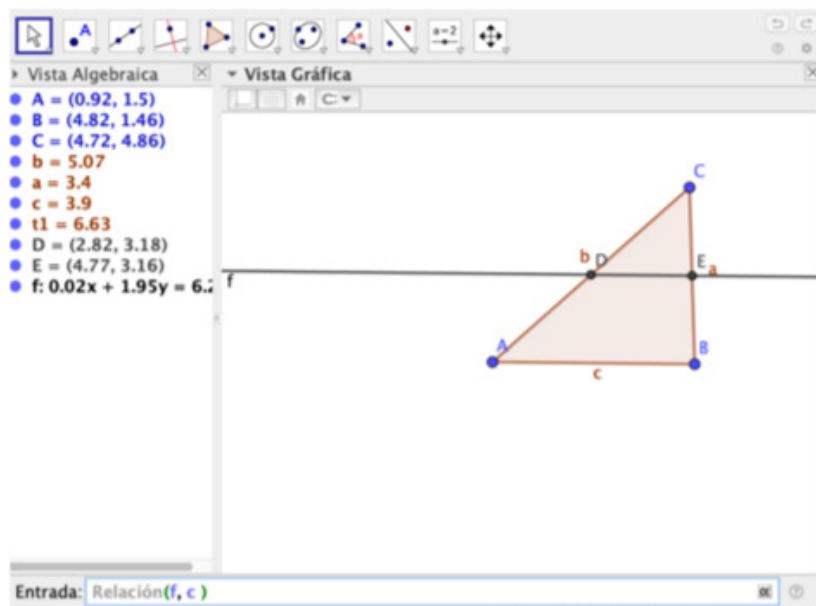 A
a=2
Vista Algebraica
Vista Gráfica
A = (0.92, 1.5)
B = (4.82, 1.46)
C = (4.72, 4.86)
b = 5.07
a = 3.4
c = 3.9
t1 = 6.63
D = (2.82, 3.18)
E = (4.77, 3.16)
f: 0.02x + 1.95y = 6.2
C
b D
E a
f
A
B
c
Entrada: Relación(f, c )
α